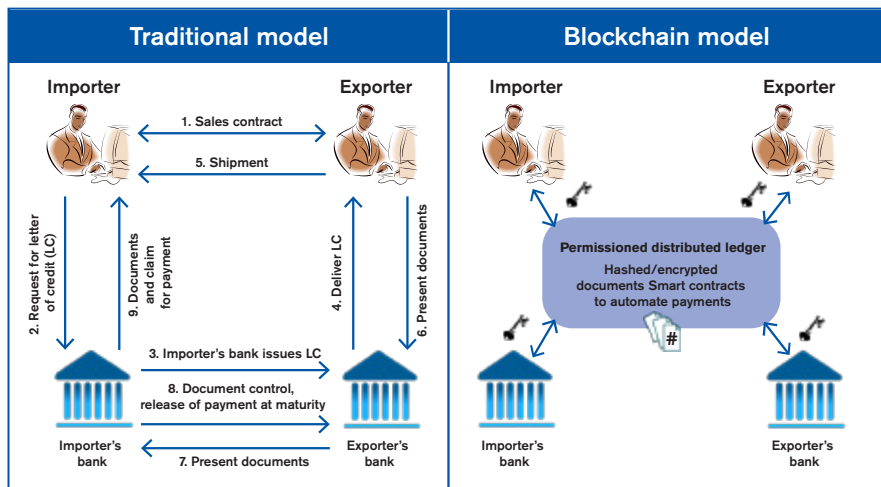 Traditional model
Blockchain model
Importer
Exporter
1. Sales contract
5. Shipment
2. Request for letter
of credit (LC)
9. Documents
and claim
for payment
4. Deliver LC
6. Present documents
3. Importer's bank issues LC
8. Document control,
release of payment at maturity
7. Present documents
Importer's
bank
Exporter's
bank
Importer
Exporter
Permissioned distributed ledger
Hashed/encrypted
documents Smart contracts
to automate payments
#
Importer's
bank
Exporter's
bank